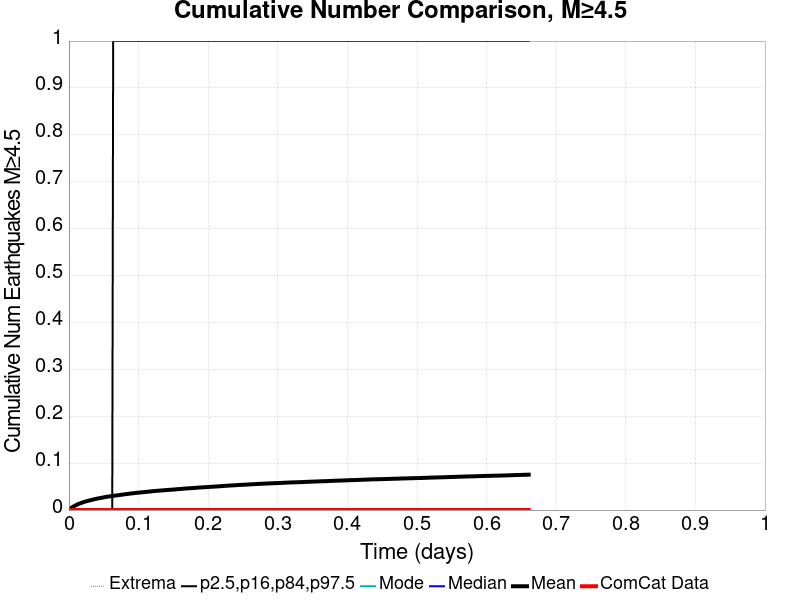 Cumulative Number Comparison, M≥4.5
Cumulative Num Earthquakes M≥4.5
1
0.9
0.8
0.7
0.6
0.5
0.4
0.3
0.2
0.1
0
0 0.1 0.2 0.3 0.4 0.5 0.6 0.7 0.8 0.9 1
Time (days)
Extrema p2.5,p16,p84,p97.5 Mode Median Mean ComCat Data